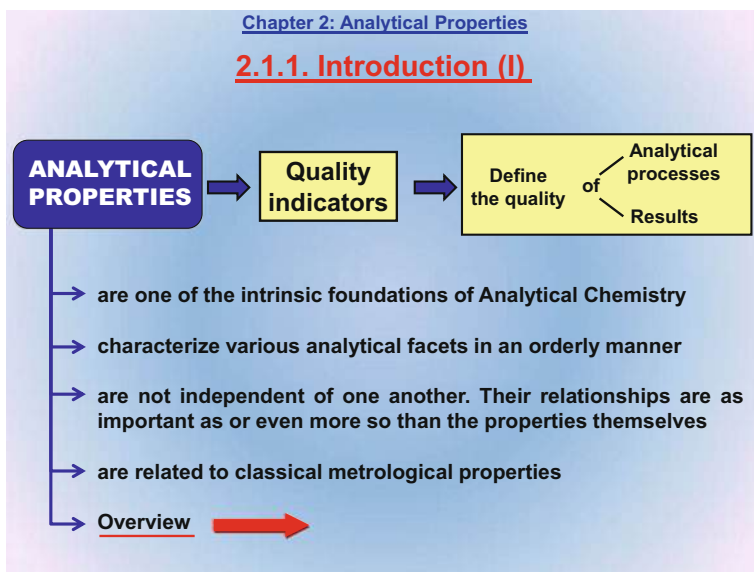 Chapter 2: Analytical Properties
2.1.1. Introduction (I)
ANALYTICAL
PROPERTIES
Quality
indicators
Define
the quality
of
Analytical
processes
Results
are one of the intrinsic foundations of Analytical Chemistry
characterize various analytical facets in an orderly manner
are not independent of one another. Their relationships are as
important as or even more so than the properties themselves
are related to classical metrological properties
Overview